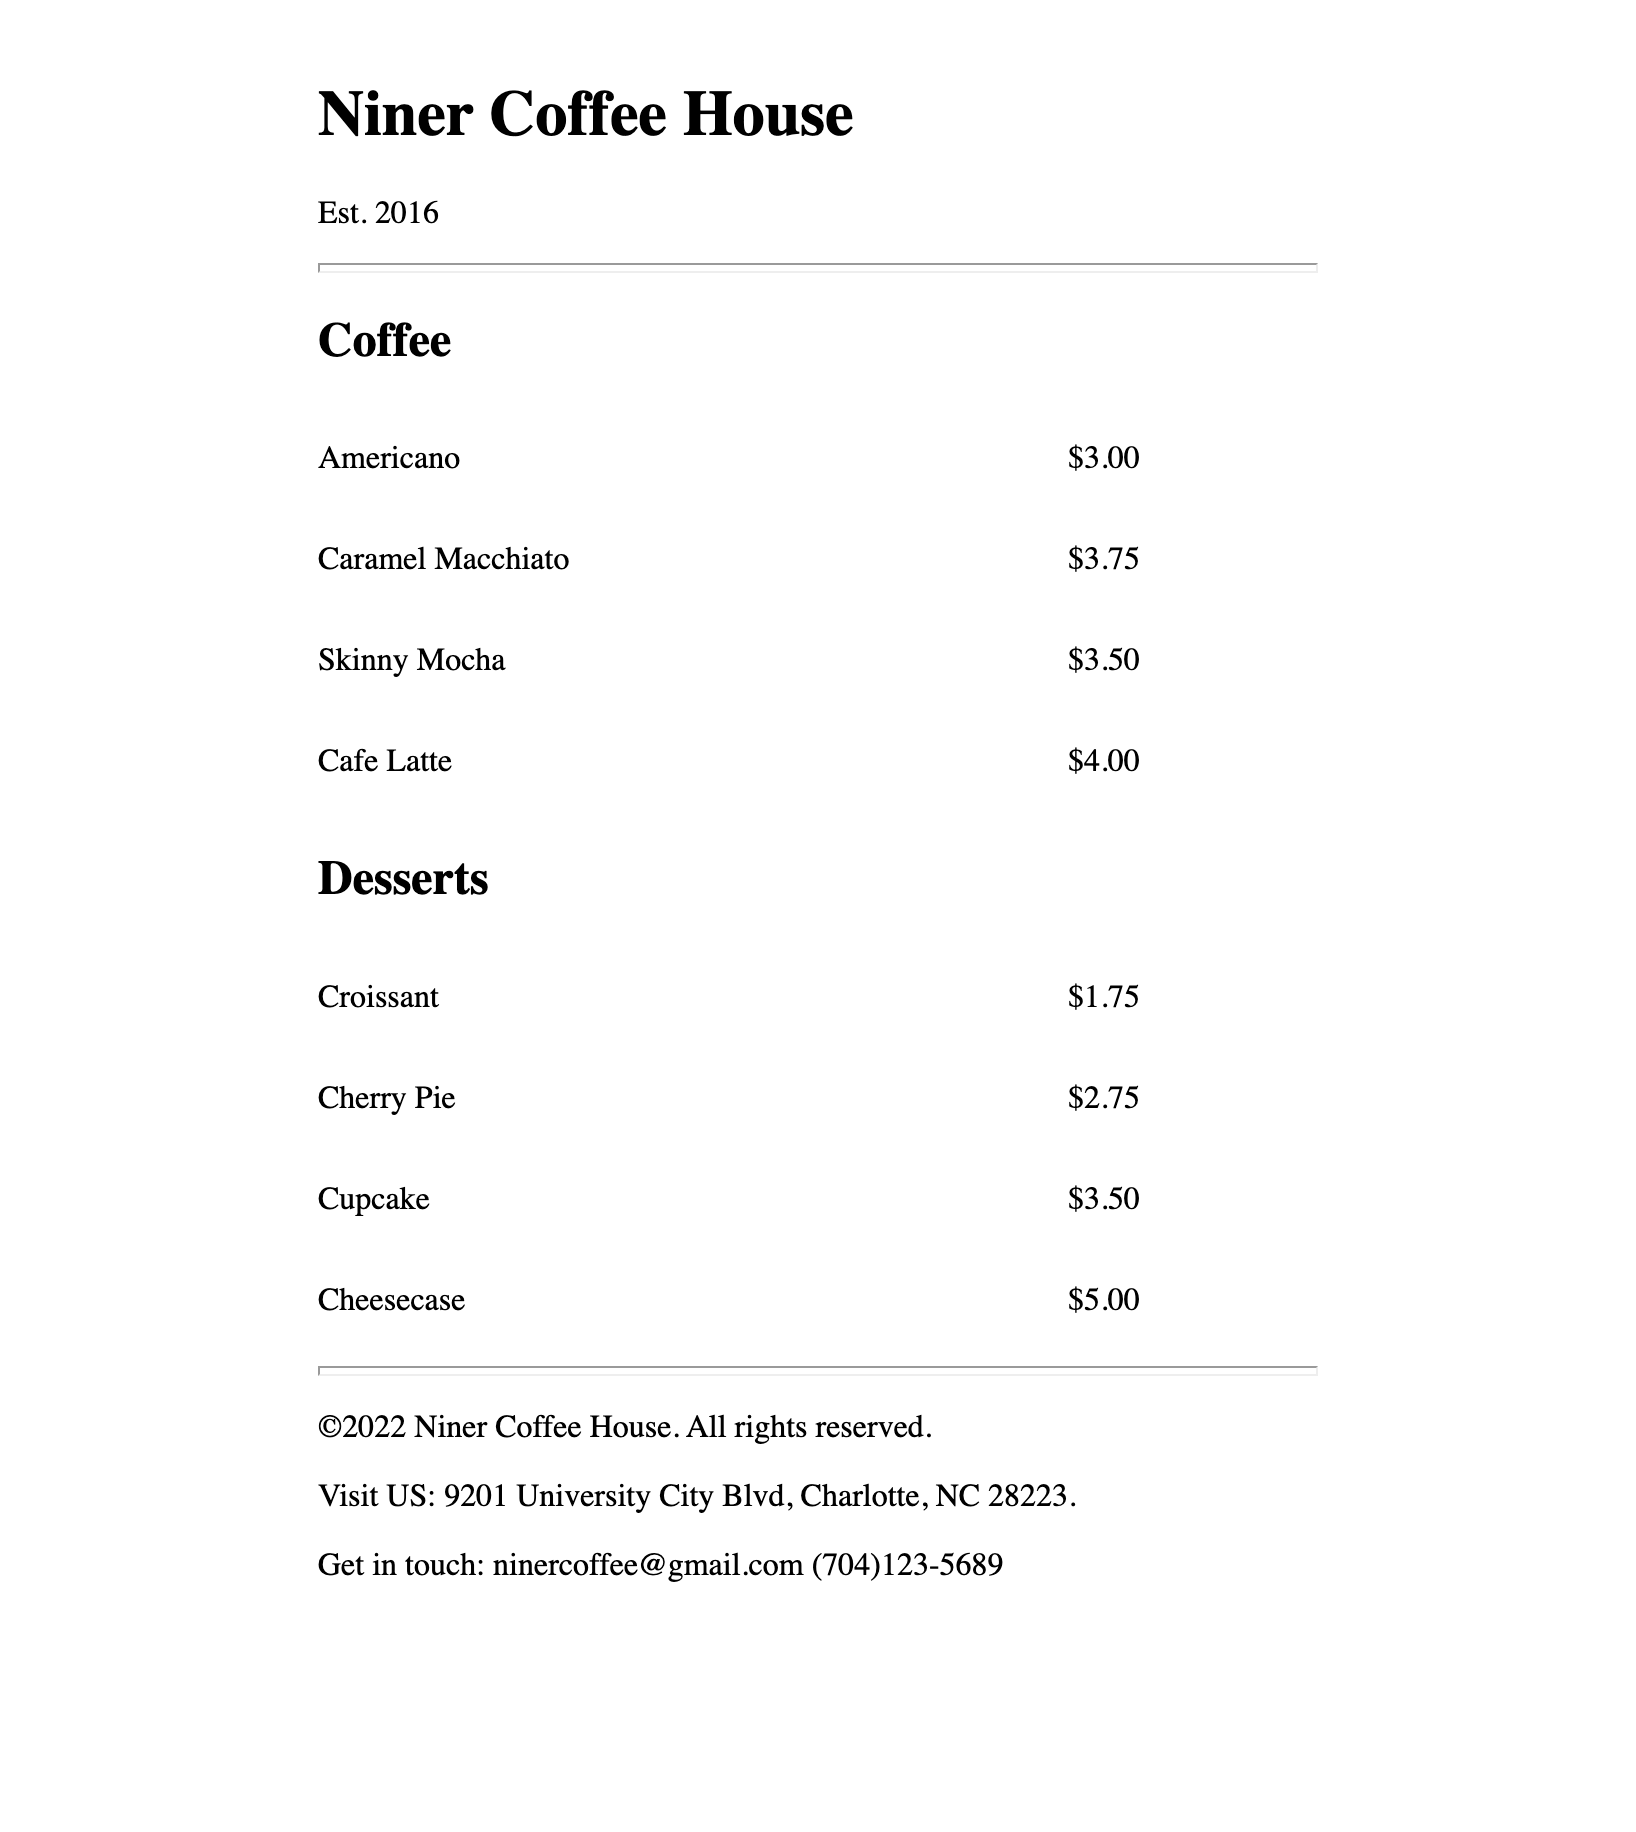 Niner Coffee House
Est. 2016
Coffee
Americano $3.00
Caramel Macchiato $3.75
Skinny Mocha $3.50
Cafe Latte $4.00
Desserts
Croissant $1.75
Cherry Pie $2.75
Cupcake $3.50
Cheesecase $5.00
©2022 Niner Coffee House. All rights reserved.
Visit US: 9201 University City Blvd, Charlotte, NC 28223.
Get in touch: ninercoffee@gmail.com (704)123-5689